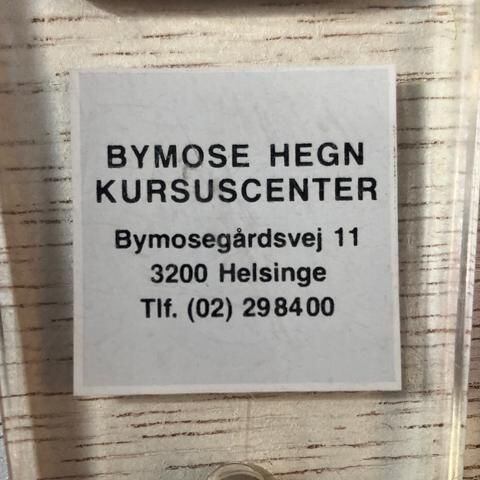 BYMOSE HEGN
KURSUSCENTER
Bymosegårdsvej 11
3200 Helsinge
Tlf. (02) 298400